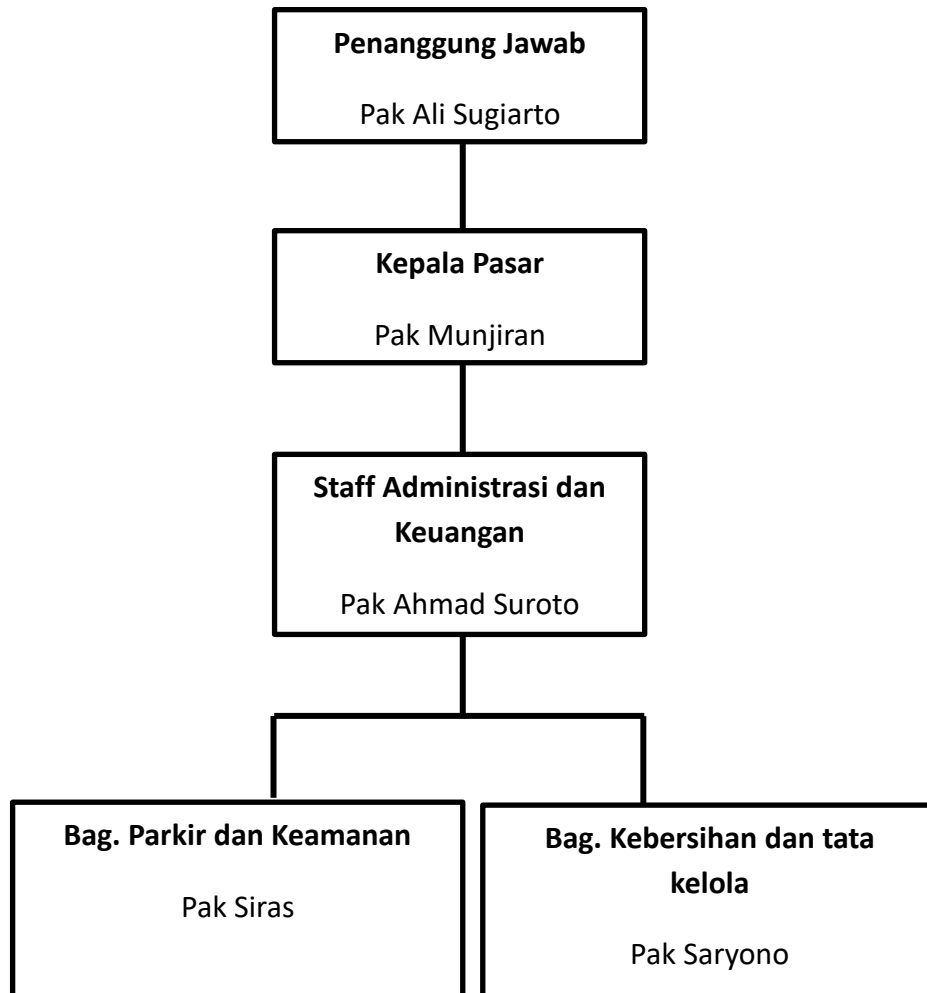 Penanggung Jawab
Pak Ali Sugiarto
Kepala Pasar
Pak Munjiran
Staff Administrasi dan
Keuangan
Pak Ahmad Suroto
Bag. Parkir dan Keamanan
Pak Siras
Bag. Kebersihan dan tata
kelola
Pak Saryono